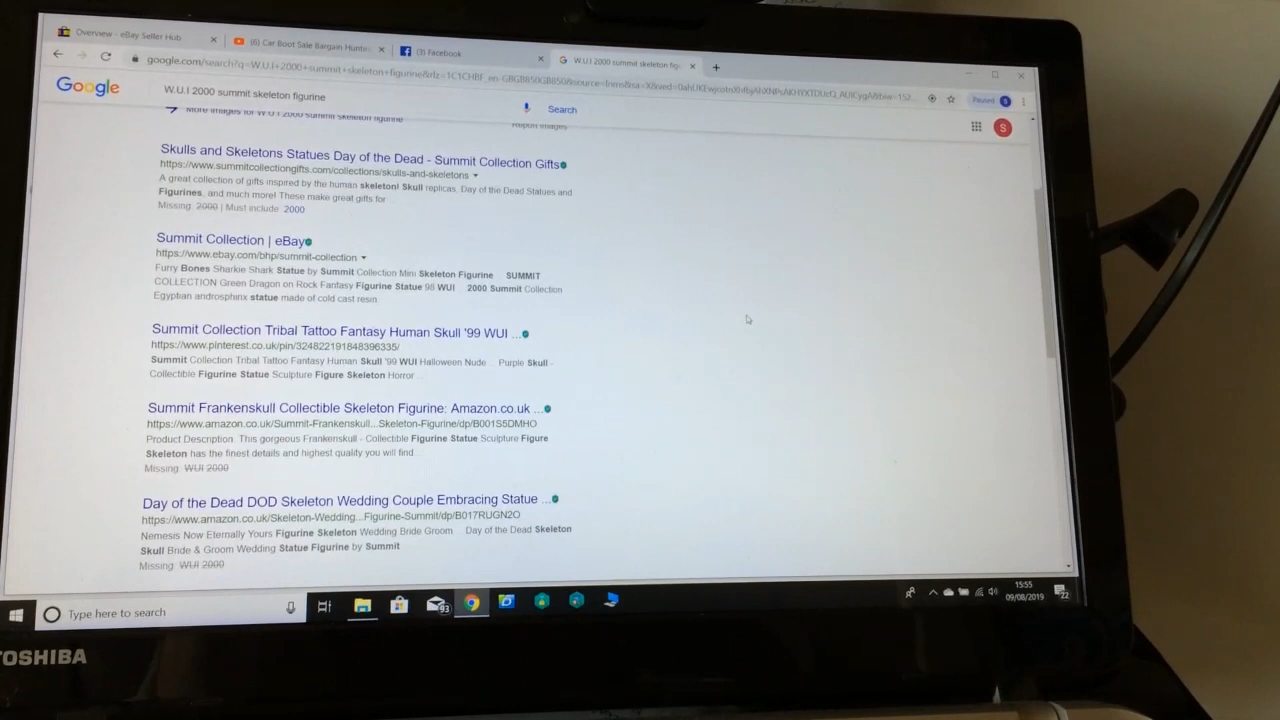 Overview - eBay Seller Hub
(6) Car Boot Sale Bargain Hunte
(3) Facebook
W.U.I 2000 summit skeleton fig
Paused
S
Google
W.U.I 2000 summit skeleton figurine
Search
S
More images for W.U.I 2000 summit skeleton figurine
Report images
Skulls and Skeletons Statues Day of the Dead - Summit Collection Gifts
https://www.summitcollectiongifts.com/collections/skulls-and-skeletons
A great collection of gifts inspired by the human skeleton! Skull replicas, Day of the Dead Statues and
Figurines, and much more! These make great gifts for
Missing: 2000 | Must include: 2000
Summit Collection | eBay
https://www.ebay.com/bhp/summit-collection
Furry Bones Sharkie Shark Statue by Summit Collection Mini Skeleton Figurine SUMMIT
COLLECTION Green Dragon on Rock Fantasy Figurine Statue 98 WUI 2000 Summit Collection
Egyptian androsphinx statue made of cold cast resin
Summit Collection Tribal Tattoo Fantasy Human Skull '99 WUI ...
https://www.pinterest.co.uk/pin/324822191848396335/
Summit Collection Tribal Tattoo Fantasy Human Skull '99 WUI Halloween Nude Purple Skull -
Collectible Figurine Statue Sculpture Figure Skeleton Horror ...
Summit Frankenskull Collectible Skeleton Figurine: Amazon.co.uk ...
https://www.amazon.co.uk/Summit-Frankenskull...Skeleton-Figurine/dp/B001S5DMHO
Product Description. This gorgeous Frankenskull - Collectible Figurine Statue Sculpture Figure
Skeleton has the finest details and highest quality you will find ...
Missing: WUI 2000
Day of the Dead DOD Skeleton Wedding Couple Embracing Statue ...
https://www.amazon.co.uk/Skeleton-Wedding...Figurine-Summit/dp/B017RUGN2O
Nemesis Now Eternally Yours Figurine Skeleton Wedding Bride Groom Day of the Dead Skeleton
Skull Bride & Groom Wedding Statue Figurine by Summit
Missing: WUI 2000
Type here to search
93
15:55
09/08/2019
22
TOSHIBA